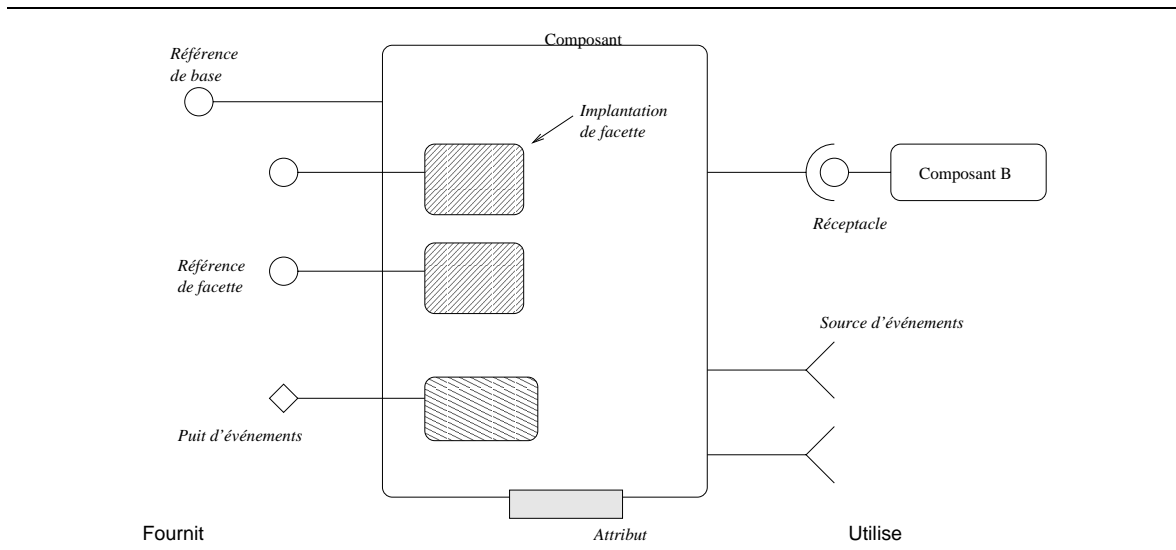 Composant
Référence
de base
Implantation
de facette
Composant B
Réceptacle
Référence
de facette
Source d'événements
Puit d'événements
Fournit
Attribut
Utilise